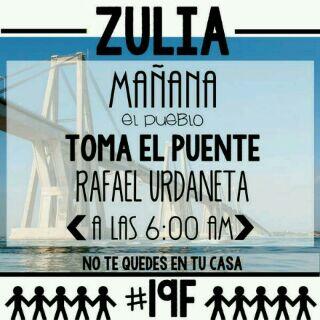 ZULIA
MAÑANA
EL PUEBLO
TOMA EL PUENTE
RAFAEL URDANETA
A LAS 6:00 AM
NO TE QUEDES EN TU CASA
#19F